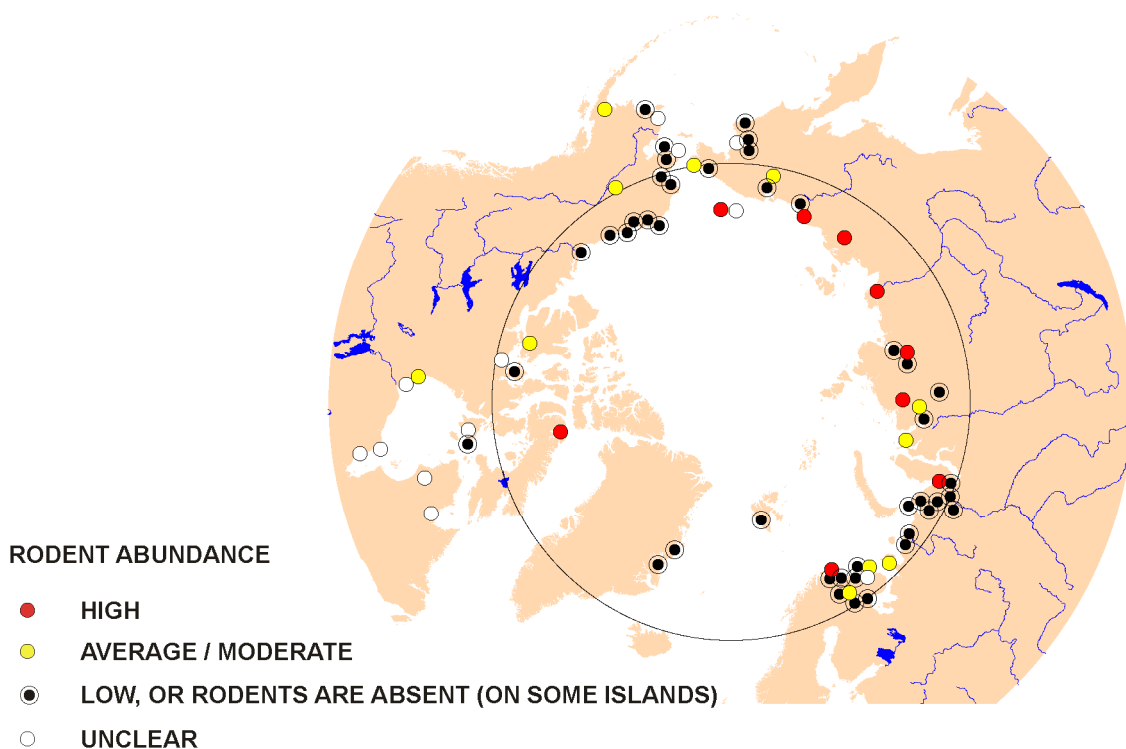 RODENT ABUNDANCE
HIGH
AVERAGE / MODERATE
LOW, OR RODENTS ARE ABSENT (ON SOME ISLANDS)
UNCLEAR